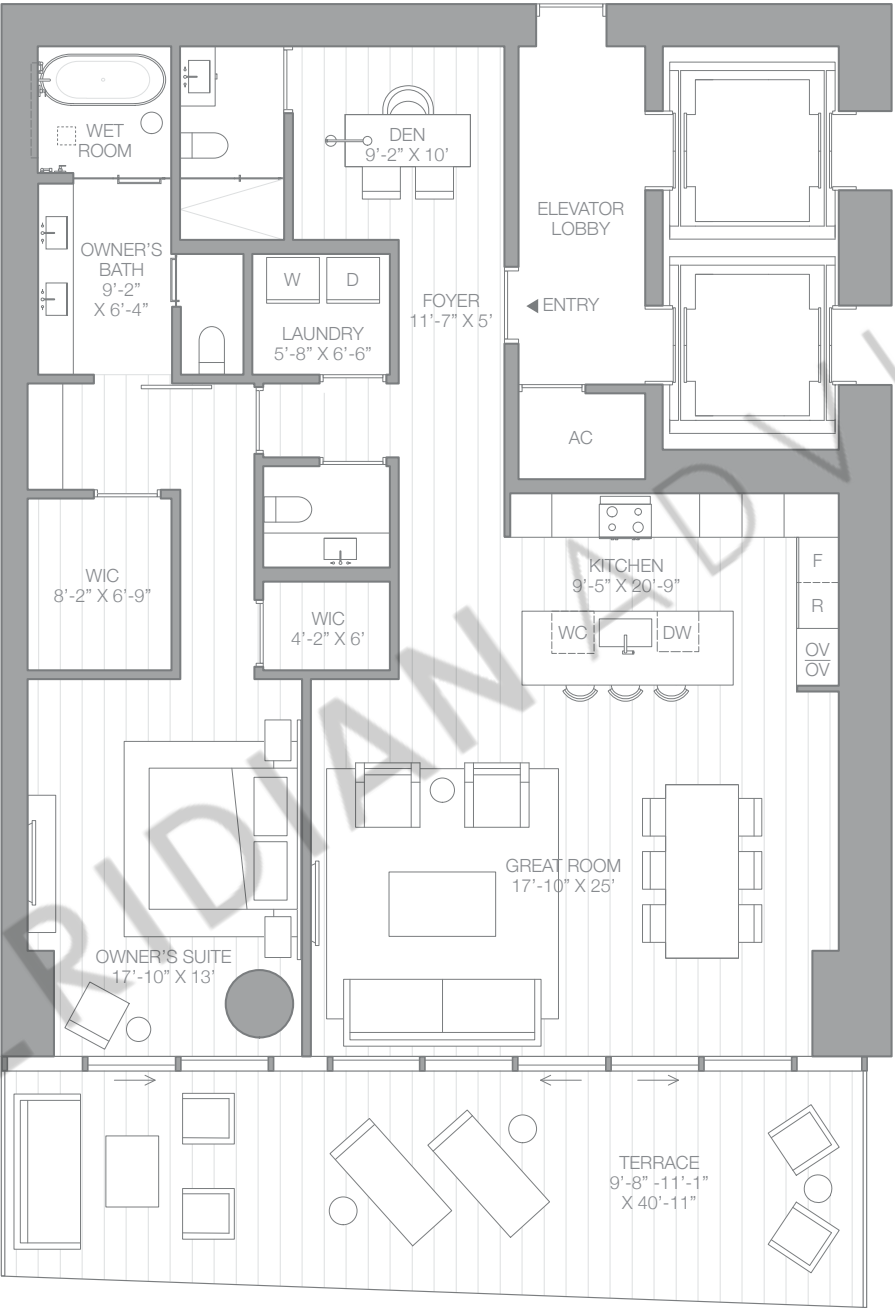 WET
ROOM
DEN
9'-2" X 10'
ELEVATOR
LOBBY
OWNER'S
BATH
9'-2"
X 6'-4"
W
D
LAUNDRY
5'-8" X 6'-6"
FOYER
11'-7" X 5'
ENTRY
AC
WIC
8'-2" X 6'-9"
WIC
4'-2" X 6'
KITCHEN
9'-5" X 20'-9"
F
R
WC
DW
OV
OV
GREAT ROOM
17'-10" X 25'
OWNER'S SUITE
17'-10" X 13'
TERRACE
9'-8" -11'-1"
X 40'-11"
ERIDIAN ADVI